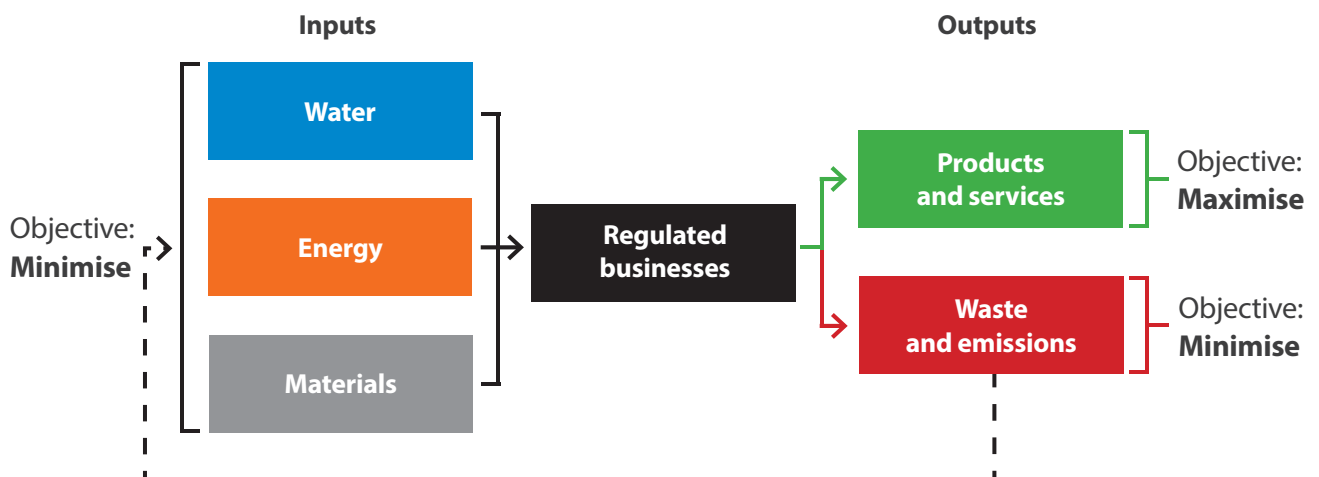 Inputs
Outputs
Water
Energy
Materials
Objective:
Minimise
Regulated
businesses
Products
and services
Objective:
Maximise
Waste
and emissions
Objective:
Minimise